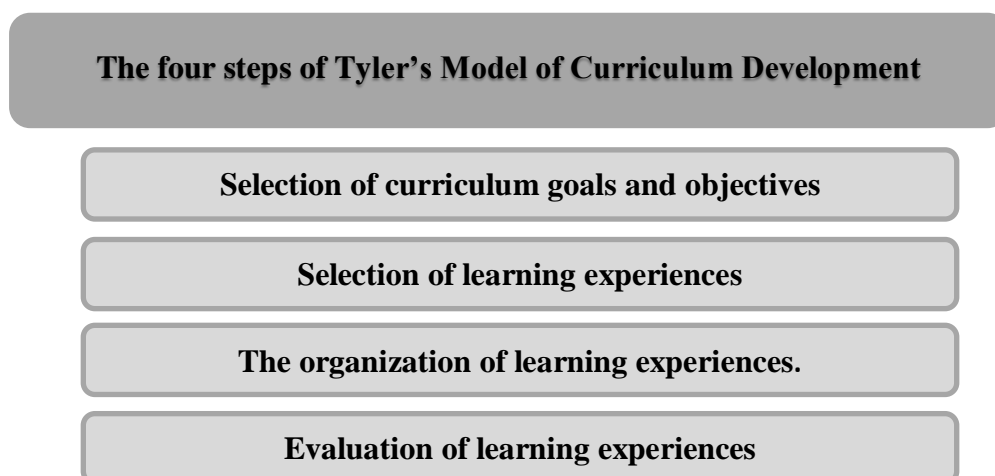 The four steps of Tyler’s Model of Curriculum Development
Selection of curriculum goals and objectives
Selection of learning experiences
The organization of learning experiences.
Evaluation of learning experiences